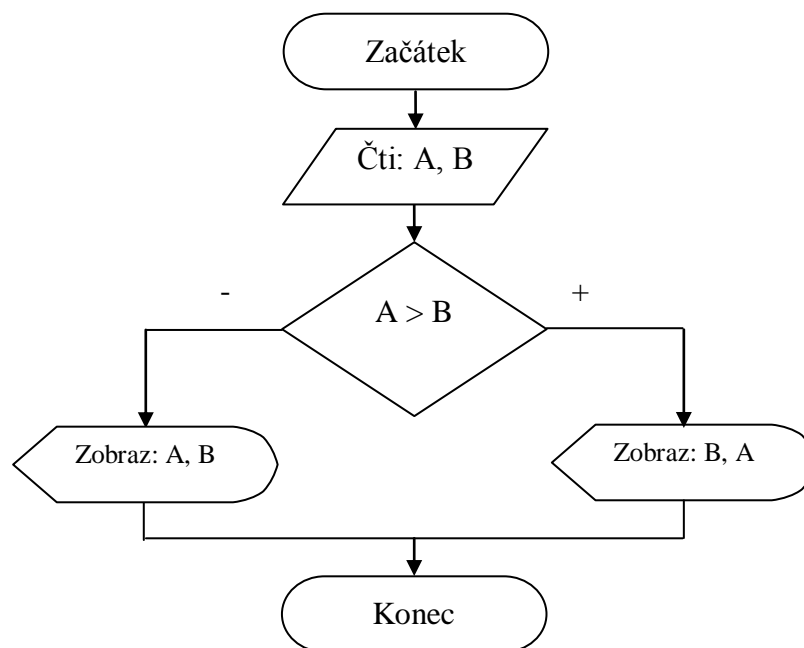 Začátek
Čti: A, B
-
+
A > B
Zobraz: A, B
Zobraz: B, A
Konec